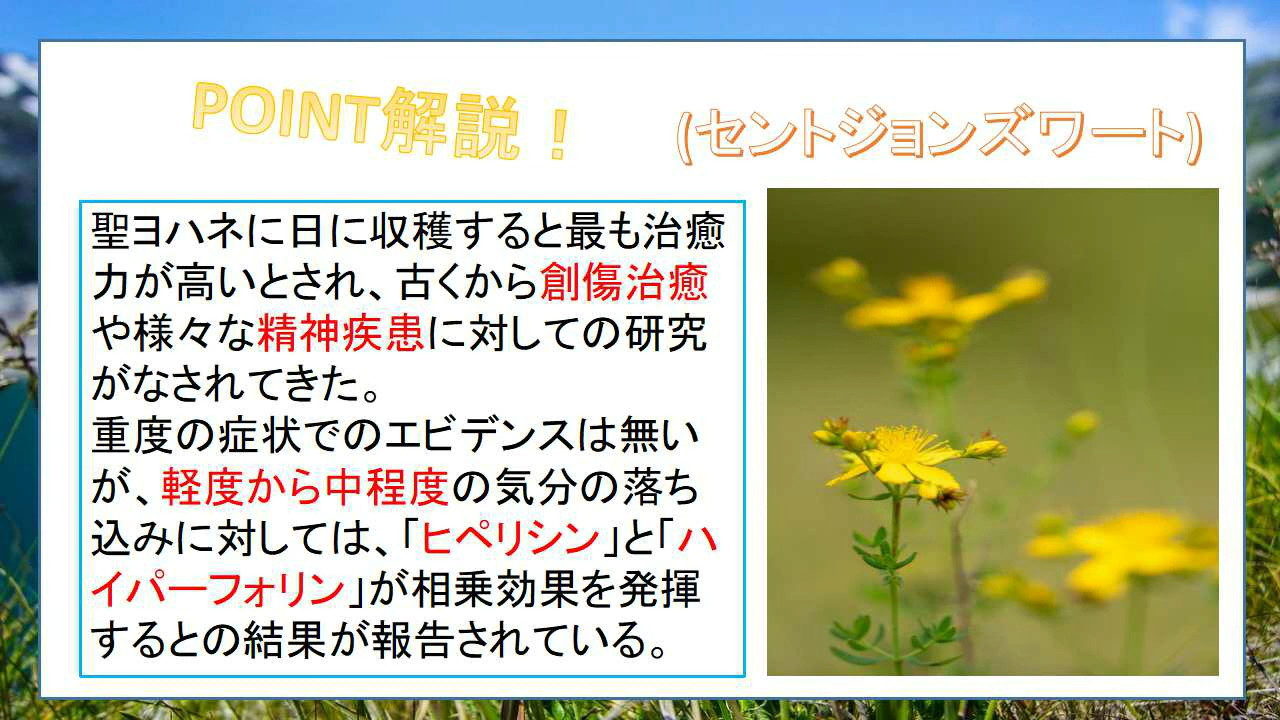 POINT解説！
(セントジョンズワート)
聖ヨハネに日に収穫すると最も治癒
力が高いとされ、古くから創傷治癒
や様々な精神疾患に対しての研究
がなされてきた。
重度の症状でのエビデンスは無い
が、軽度から中程度の気分の落ち
込みに対しては、｢ヒペリシン｣と｢ハ
イパーフォリン｣が相乗効果を発揮
するとの結果が報告されている。